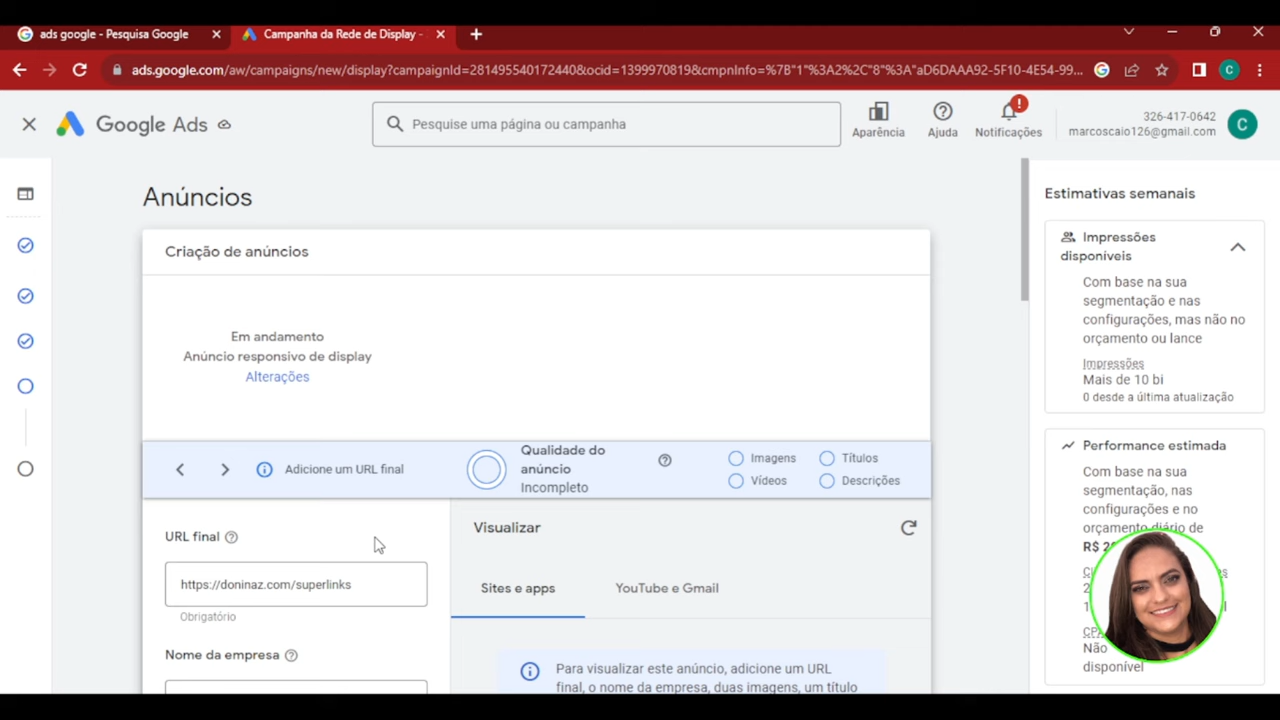 ads google - Pesquisa Google
Campanha da Rede de Display -
ads.google.com/aw/campaigns/new/display?campaignId=281495540172440&ocid=1399970819&cmpnInfo=%7B"1"%3A2%2C"8"%3A"aD6DAAA92-5F10-4E54-99...
C
Google Ads
Pesquise uma página ou campanha
Aparência
Ajuda
Notificações
326-417-0642
marcoscaio126@gmail.com
C
Anúncios
Criação de anúncios
Em andamento
Anúncio responsivo de display
Alterações
Adicione um URL final
Qualidade do
anúncio
Incompleto
Imagens
Títulos
Vídeos
Descrições
URL final
https://doninaz.com/superlinks
Obrigatório
Nome da empresa
Visualizar
Sites e apps
YouTube e Gmail
Para visualizar este anúncio, adicione um URL
final, o nome da empresa, duas imagens, um título
Estimativas semanais
Impressões
disponíveis
Com base na sua
segmentação e nas
configurações, mas não no
orçamento ou lance
Impressões
Mais de 10 bi
0 desde a última atualização
Performance estimada
Com base na sua
segmentação, nas
configurações e no
orçamento diário de
R$
Não
disponível